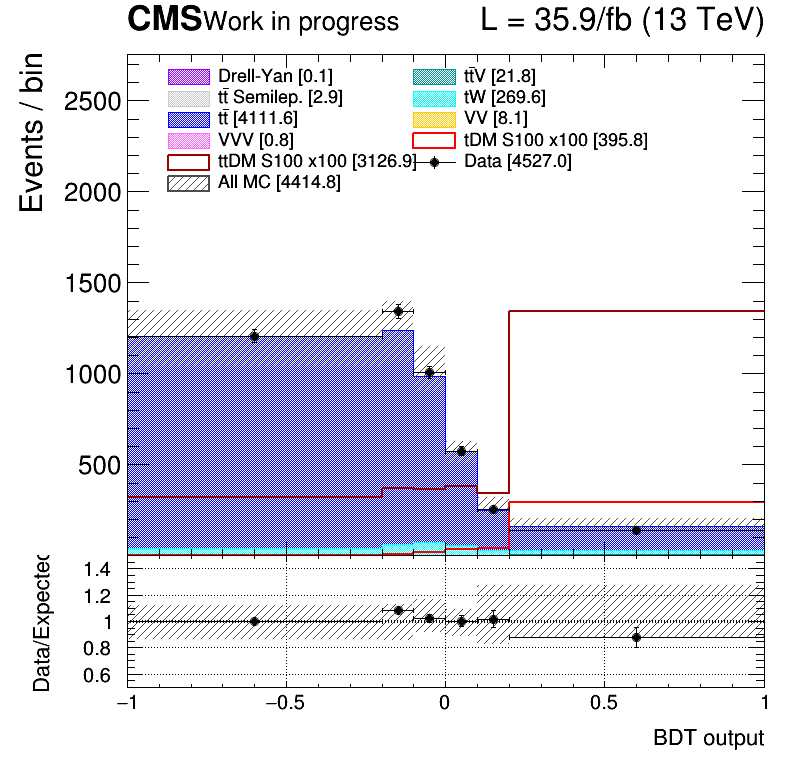 CMS Work in progress L = 35.9/fb (13 TeV)
Events / bin
Drell-Yan [0.1]
tt̄V [21.8]
tt̄ Semilep. [2.9]
tW [269.6]
tt̄ [4111.6]
VV [8.1]
VVV [0.8]
tDM S100 x100 [395.8]
ttDM S100 x100 [3126.9]
Data [4527.0]
All MC [4414.8]
2500
2000
1500
1000
500
Data/Expected
1.4
1.2
1
0.8
0.6
−1 −0.5 0 0.5 1
BDT output